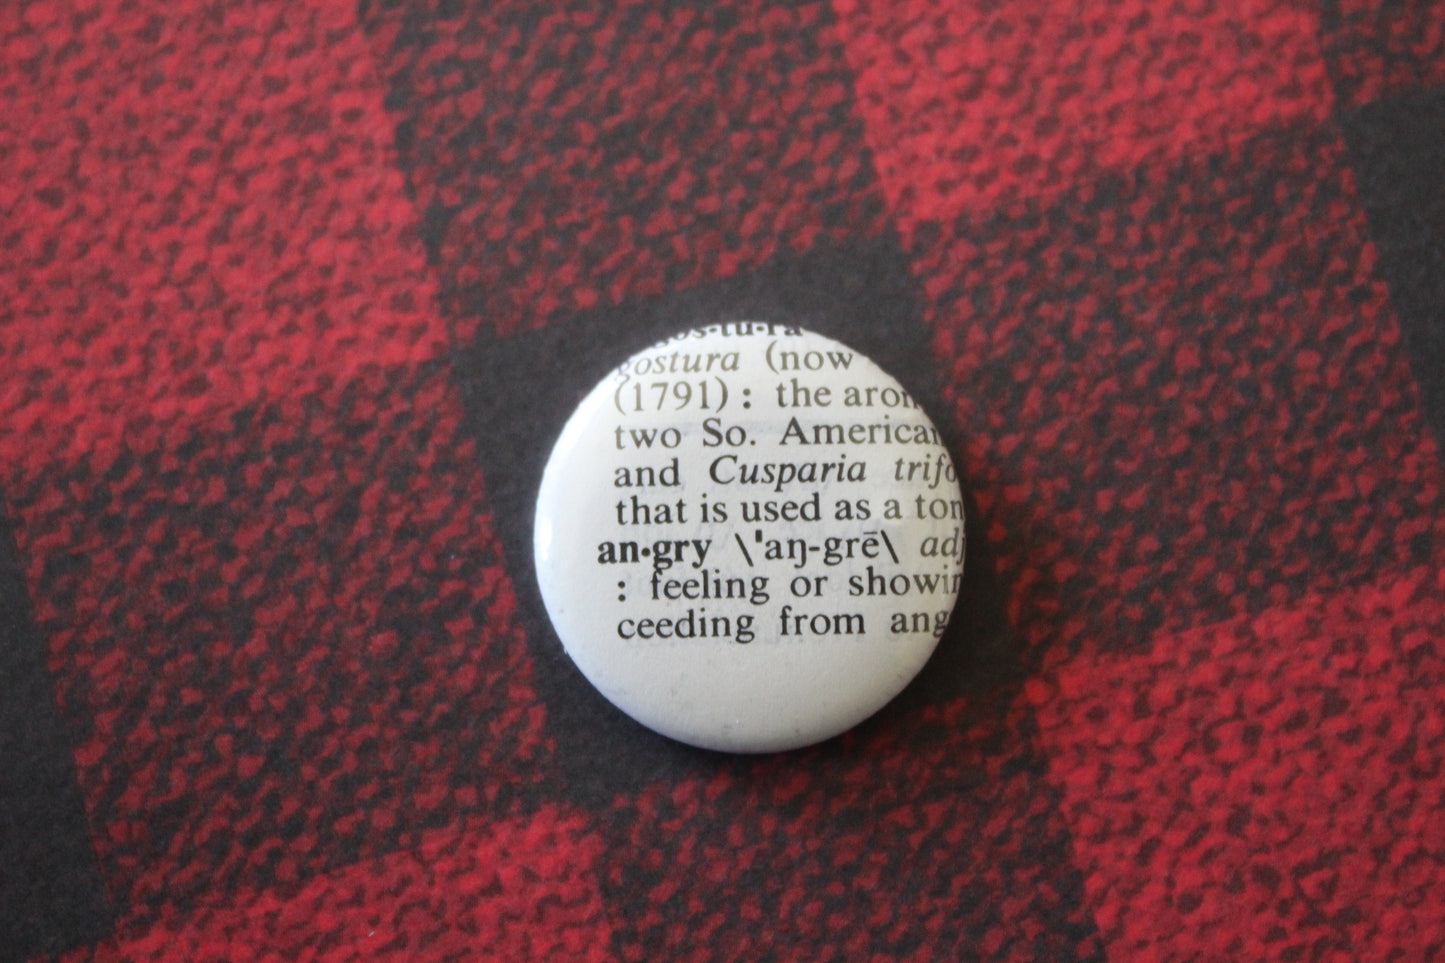 gostura (now
(1791) : the aron
two So. American
and Cusparia trifo
that is used as a ton
an•gry \ˈaŋ-grē\ adj
: feeling or showin
ceeding from ang